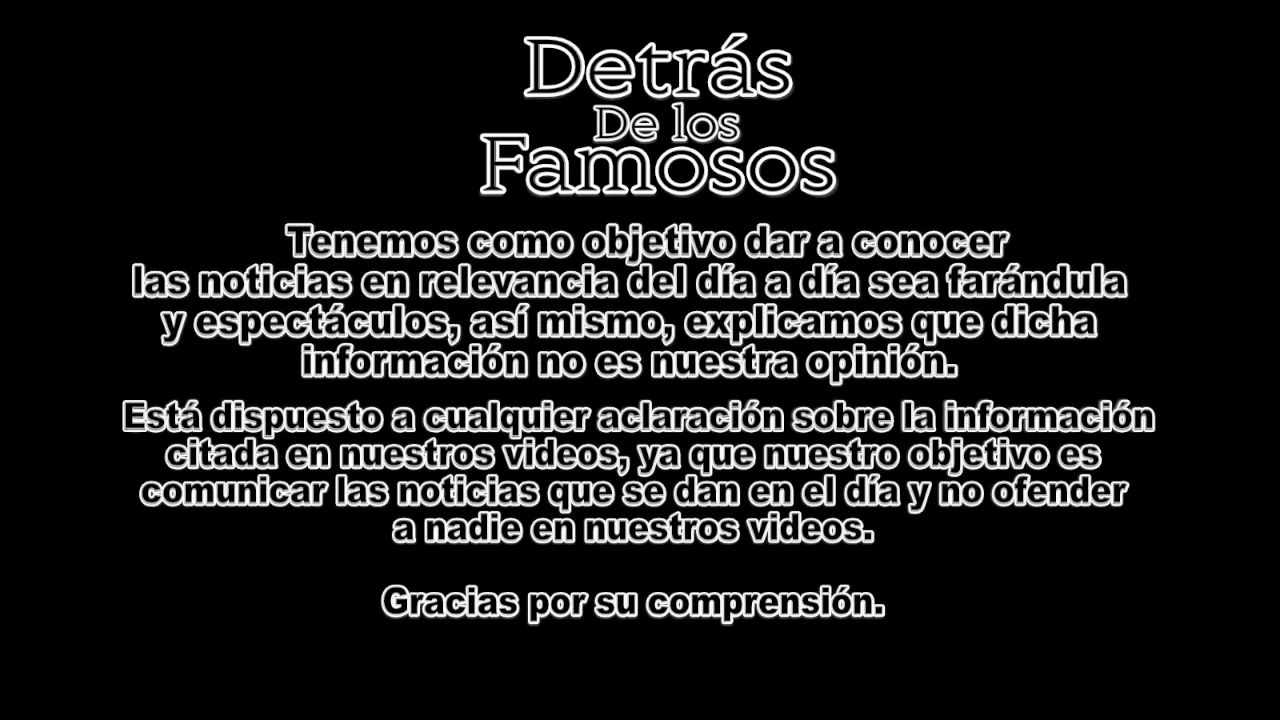 Detrás
De los
Famosos
Tenemos como objetivo dar a conocer
las noticias en relevancia del día a día sea farándula
y espectáculos, así mismo, explicamos que dicha
información no es nuestra opinión.
Está dispuesto a cualquier aclaración sobre la información
citada en nuestros videos, ya que nuestro objetivo es
comunicar las noticias que se dan en el día y no ofender
a nadie en nuestros videos.
Gracias por su comprensión.